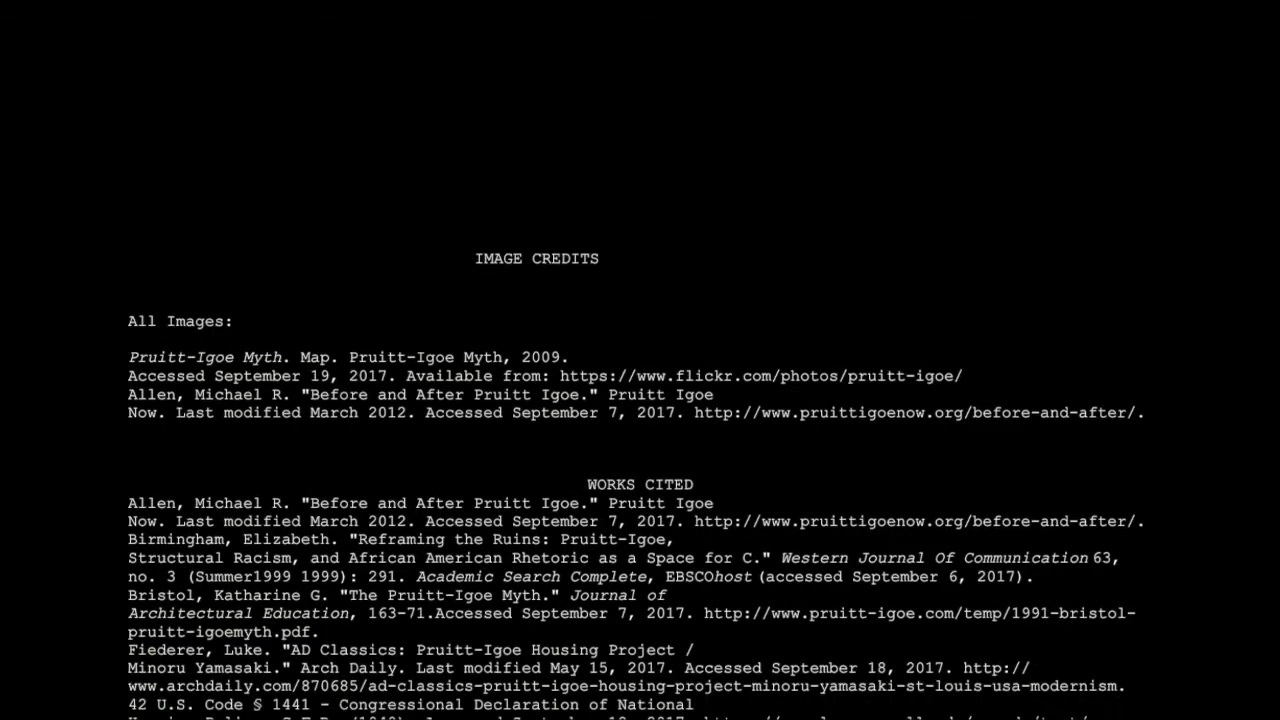 IMAGE CREDITS
All Images:
Pruitt-Igoe Myth. Map. Pruitt-Igoe Myth, 2009.
Accessed September 19, 2017. Available from: https://www.flickr.com/photos/pruitt-igoe/
Allen, Michael R. "Before and After Pruitt Igoe." Pruitt Igoe
Now. Last modified March 2012. Accessed September 7, 2017. http://www.pruittigoenow.org/before-and-after/.
WORKS CITED
Allen, Michael R. "Before and After Pruitt Igoe." Pruitt Igoe
Now. Last modified March 2012. Accessed September 7, 2017. http://www.pruittigoenow.org/before-and-after/.
Birmingham, Elizabeth. "Reframing the Ruins: Pruitt-Igoe,
Structural Racism, and African American Rhetoric as a Space for C." Western Journal Of Communication 63,
no. 3 (Summer1999 1999): 291. Academic Search Complete, EBSCOhost (accessed September 6, 2017).
Bristol, Katharine G. "The Pruitt-Igoe Myth." Journal of
Architectural Education, 163-71.Accessed September 7, 2017. http://www.pruitt-igoe.com/temp/1991-bristol-
pruitt-igoemyth.pdf.
Fiederer, Luke. "AD Classics: Pruitt-Igoe Housing Project /
Minoru Yamasaki." Arch Daily. Last modified May 15, 2017. Accessed September 18, 2017. http://
www.archdaily.com/870685/ad-classics-pruitt-igoe-housing-project-minoru-yamasaki-st-louis-usa-modernism.
42 U.S. Code § 1441 - Congressional Declaration of National